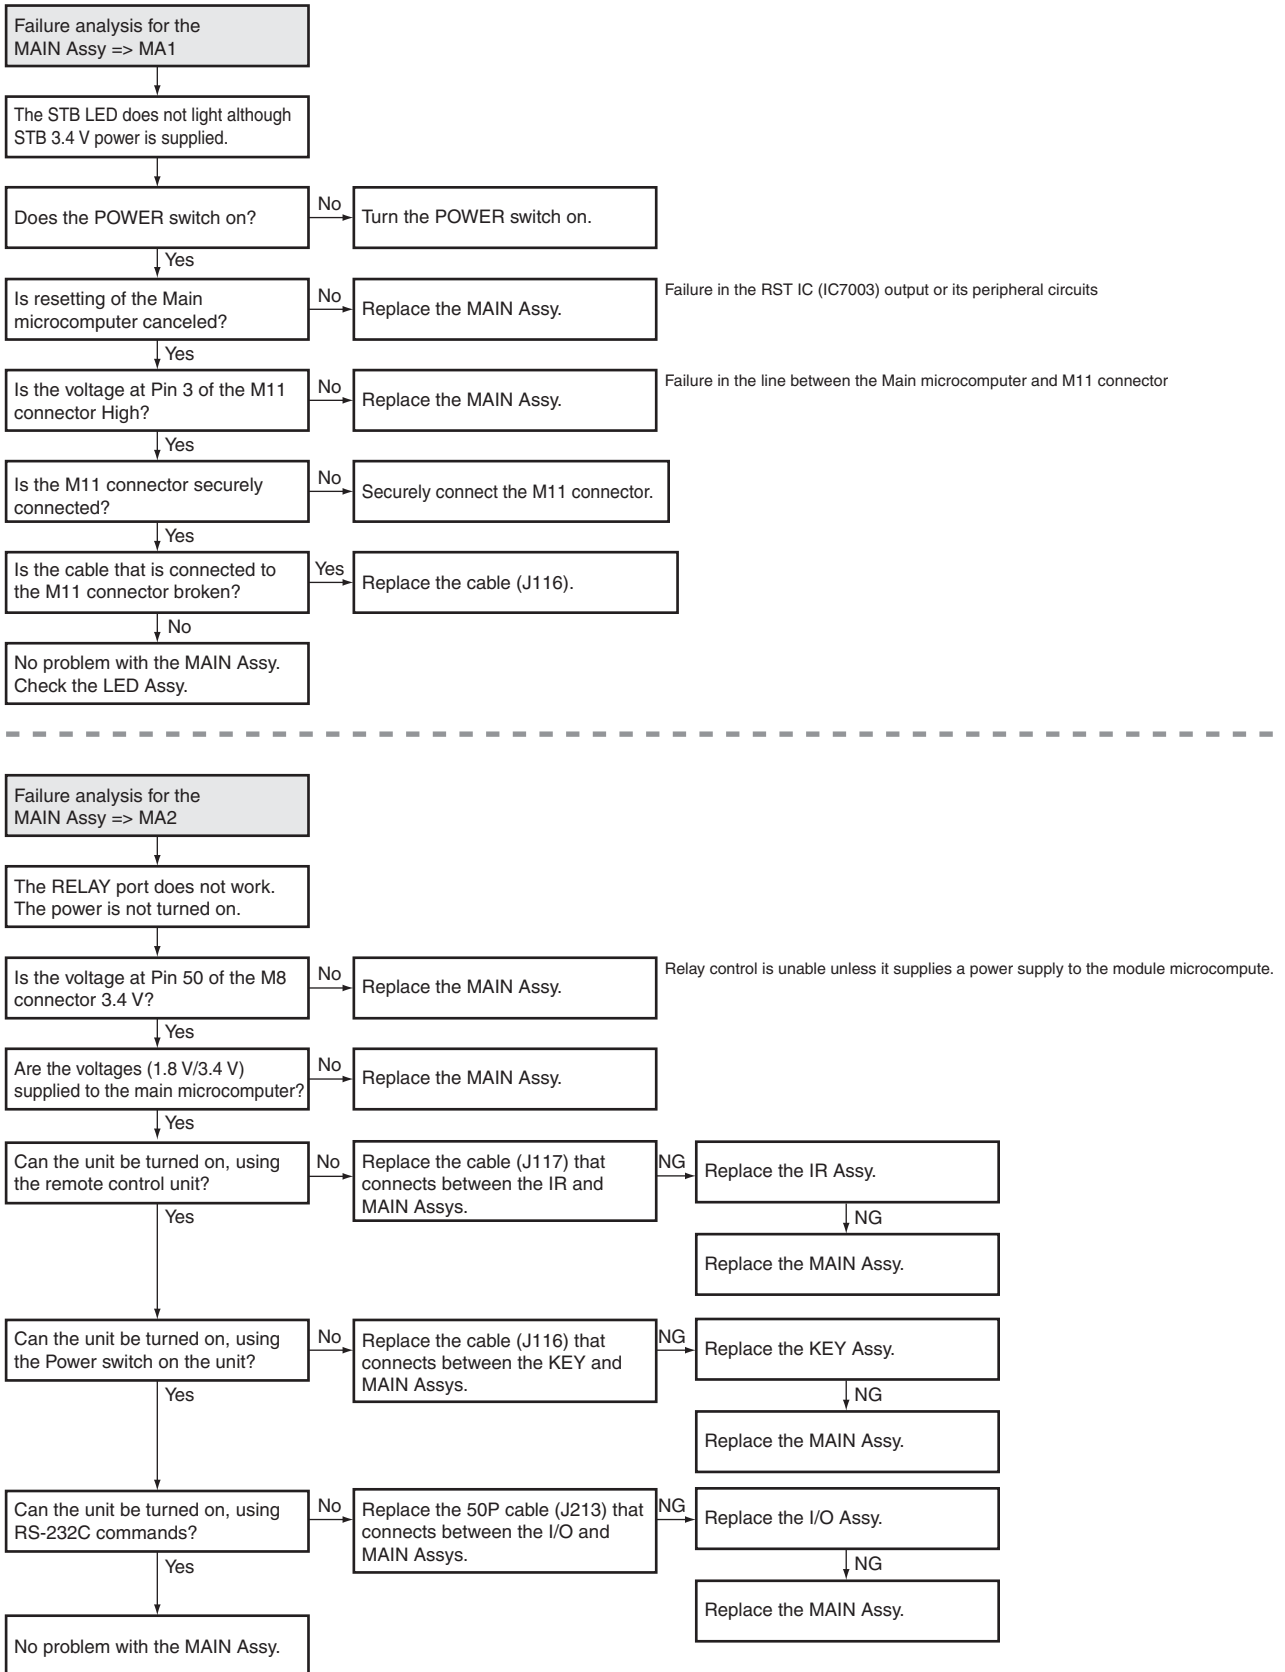 Failure analysis for the
MAIN Assy => MA1
The STB LED does not light although
STB 3.4 V power is supplied.
Does the POWER switch on?
No
Turn the POWER switch on.
Yes
Is resetting of the Main
microcomputer canceled?
No
Replace the MAIN Assy.
Failure in the RST IC (IC7003) output or its peripheral circuits
Yes
Is the voltage at Pin 3 of the M11
connector High?
No
Replace the MAIN Assy.
Failure in the line between the Main microcomputer and M11 connector
Yes
Is the M11 connector securely
connected?
No
Securely connect the M11 connector.
Yes
Is the cable that is connected to
the M11 connector broken?
Yes
Replace the cable (J116).
No
No problem with the MAIN Assy.
Check the LED Assy.
Failure analysis for the
MAIN Assy => MA2
The RELAY port does not work.
The power is not turned on.
Is the voltage at Pin 50 of the M8
connector 3.4 V?
No
Replace the MAIN Assy.
Relay control is unable unless it supplies a power supply to the module microcompute.
Yes
Are the voltages (1.8 V/3.4 V)
supplied to the main microcomputer?
No
Replace the MAIN Assy.
Yes
Can the unit be turned on, using
the remote control unit?
No
Replace the cable (J117) that
connects between the IR and
MAIN Assys.
NG
Replace the IR Assy.
NG
Replace the MAIN Assy.
Yes
Can the unit be turned on, using
the Power switch on the unit?
No
Replace the cable (J116) that
connects between the KEY and
MAIN Assys.
NG
Replace the KEY Assy.
NG
Replace the MAIN Assy.
Yes
Can the unit be turned on, using
RS-232C commands?
No
Replace the 50P cable (J213) that
connects between the I/O and
MAIN Assys.
NG
Replace the I/O Assy.
NG
Replace the MAIN Assy.
Yes
No problem with the MAIN Assy.